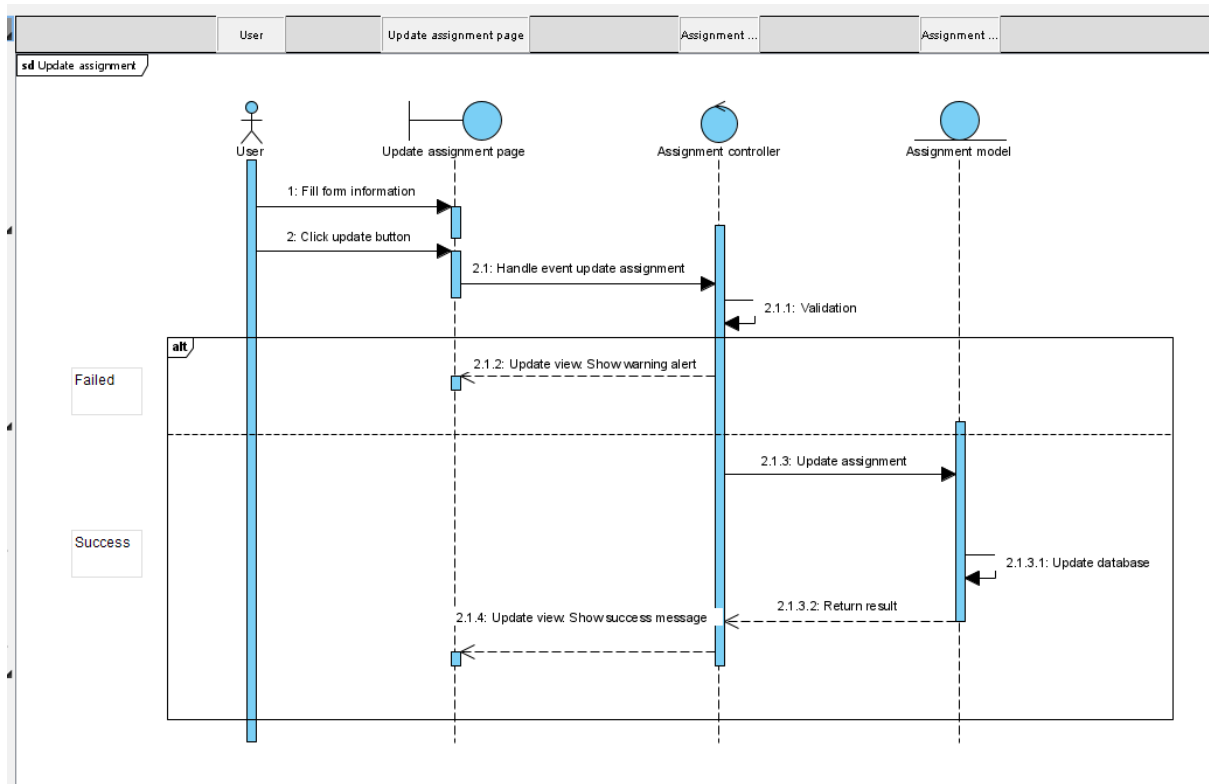 User
Update assignment page
Assignment ...
Assignment ...
sd Update assignment
User
Update assignment page
Assignment controller
Assignment model
1: Fill form information
2: Click update button
2.1: Handle event update assignment
2.1.1: Validation
alt
2.1.2: Update view. Show warning alert
Failed
2.1.3: Update assignment
Success
2.1.3.1: Update database
2.1.3.2: Return result
2.1.4: Update view. Show success message